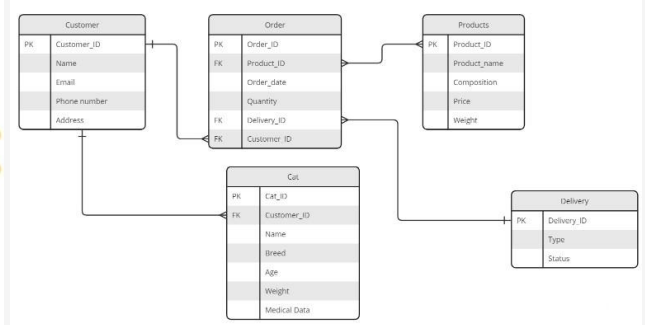 Customer
PK Customer_ID
Name
Email
Phone number
Address
Order
PK Order_ID
FK Product_ID
Order_date
Quantity
FK Delivery_ID
FK Customer_ID
Products
PK Product_ID
Product_name
Composition
Price
Weight
Cat
PK Cat_ID
FK Customer_ID
Name
Breed
Age
Weight
Medical Data
Delivery
PK Delivery_ID
Type
Status